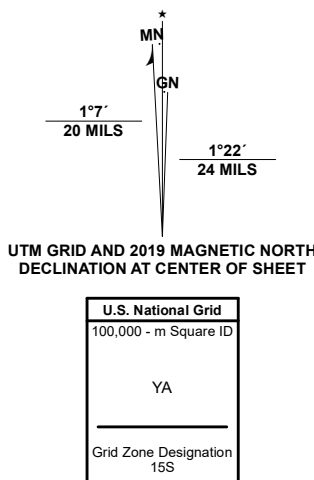 MN
GN
1°7´
20 MILS
1°22´
24 MILS
UTM GRID AND 2019 MAGNETIC NORTH
DECLINATION AT CENTER OF SHEET
U.S. National Grid
100,000 - m Square ID
YA
Grid Zone Designation
15S